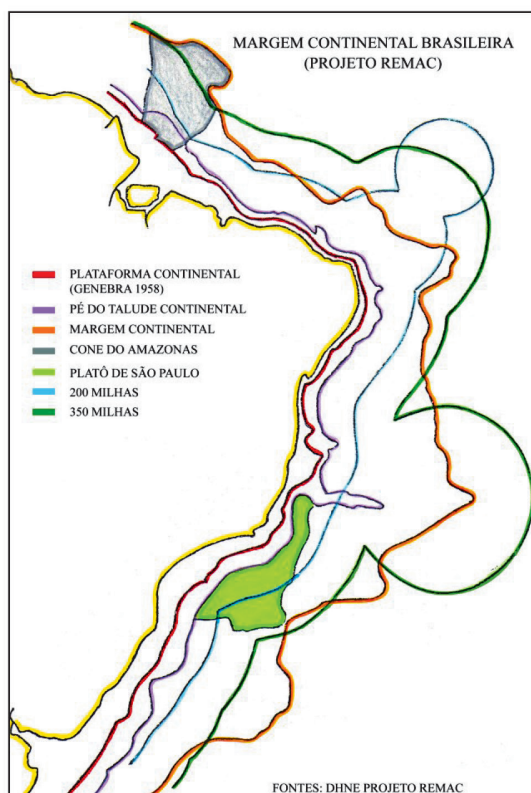 MARGEM CONTINENTAL BRASILEIRA
(PROJETO REMAC)
PLATAFORMA CONTINENTAL
(GENEBRA 1958)
PÉ DO TALUDE CONTINENTAL
MARGEM CONTINENTAL
CONE DO AMAZONAS
PLATÔ DE SÃO PAULO
200 MILHAS
350 MILHAS
FONTES: DHNE PROJETO REMAC